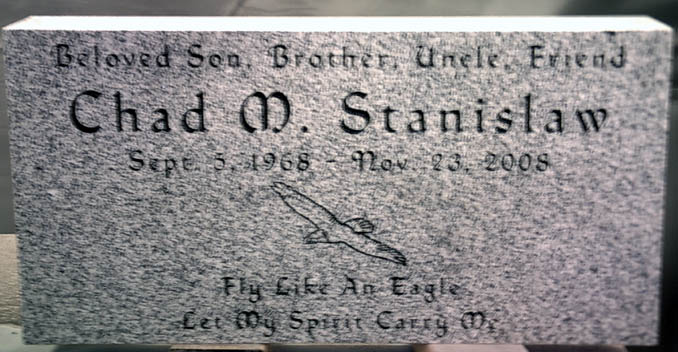 Beloved Son, Brother, Uncle, Friend
Chad M. Stanislaw
Sept. 5, 1968 - Nov. 23, 2008
Fly Like An Eagle
Let My Spirit Carry Me